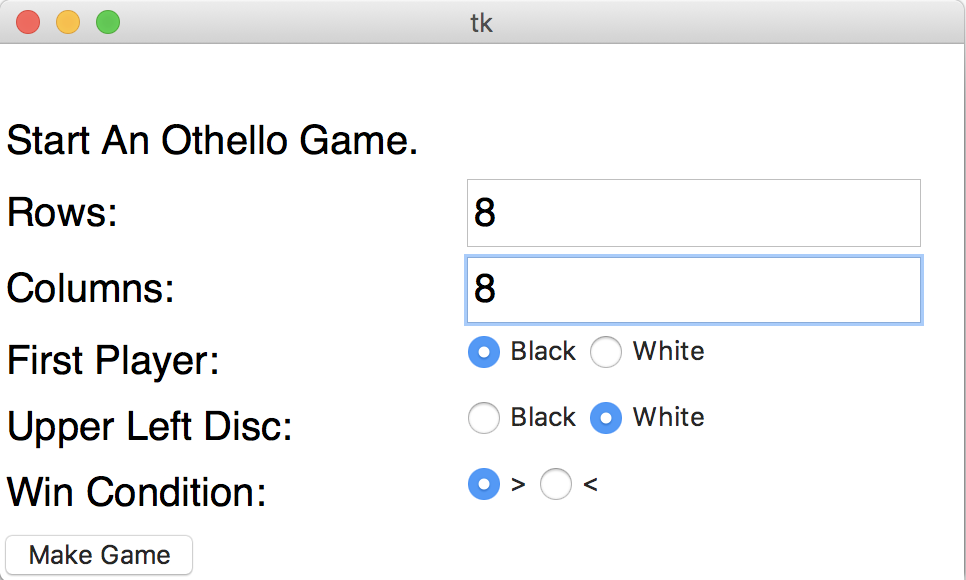 tk
Start An Othello Game.
Rows: 8
Columns: 8
First Player: Black White
Upper Left Disc: Black White
Win Condition: > <
Make Game